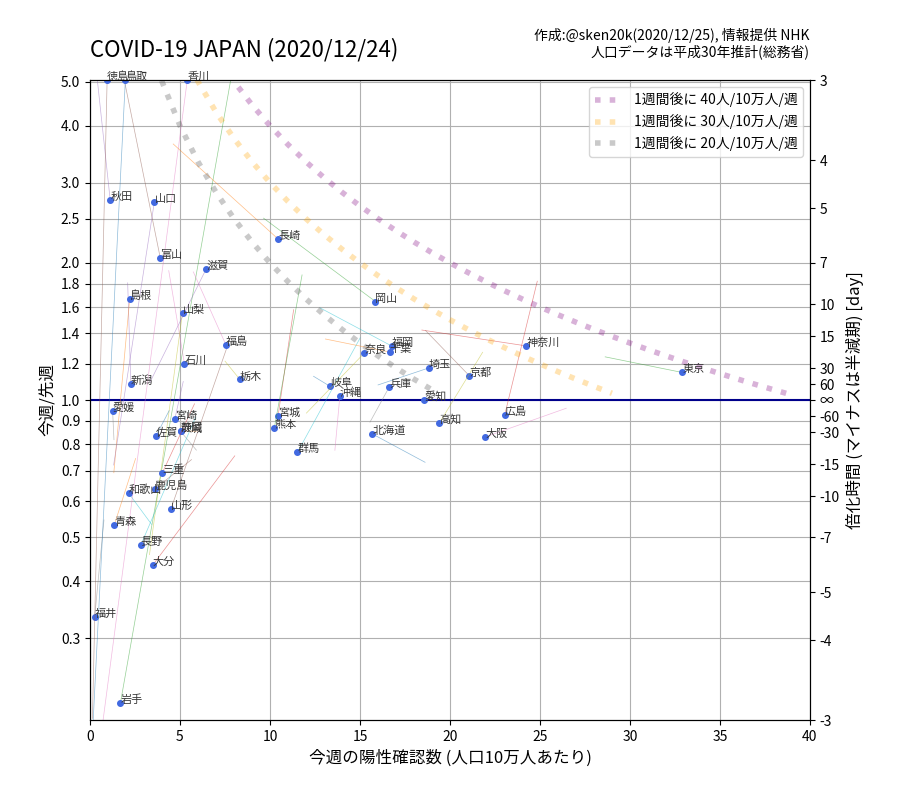 作成:@sken20k(2020/12/25), 情報提供 NHK
COVID-19 JAPAN (2020/12/24)
人口データは平成30年推計(総務省)
1週間後に 40人/10万人/週
1週間後に 30人/10万人/週
1週間後に 20人/10万人/週
徳島
鳥取
香川
秋田
山口
長崎
富山
滋賀
島根
岡山
山梨
福島
福岡
千葉
奈良
神奈川
石川
埼玉
東京
新潟
栃木
岐阜
兵庫
京都
沖縄
愛知
愛媛
宮崎
宮城
広島
佐賀
熊本
高知
北海道
大阪
群馬
三重
和歌山
鹿児島
山形
青森
長野
大分
福井
岩手
5.0
4.0
3.0
2.5
2.0
1.8
1.6
1.4
1.2
1.0
0.9
0.8
0.7
0.6
0.5
0.4
0.3
今週/先週
3
4
5
7
10
15
30
60
∞
-60
-30
-15
-10
-7
-5
-4
-3
倍化時間 (マイナスは半減期) [day]
0 5 10 15 20 25 30 35 40
今週の陽性確認数 (人口10万人あたり)